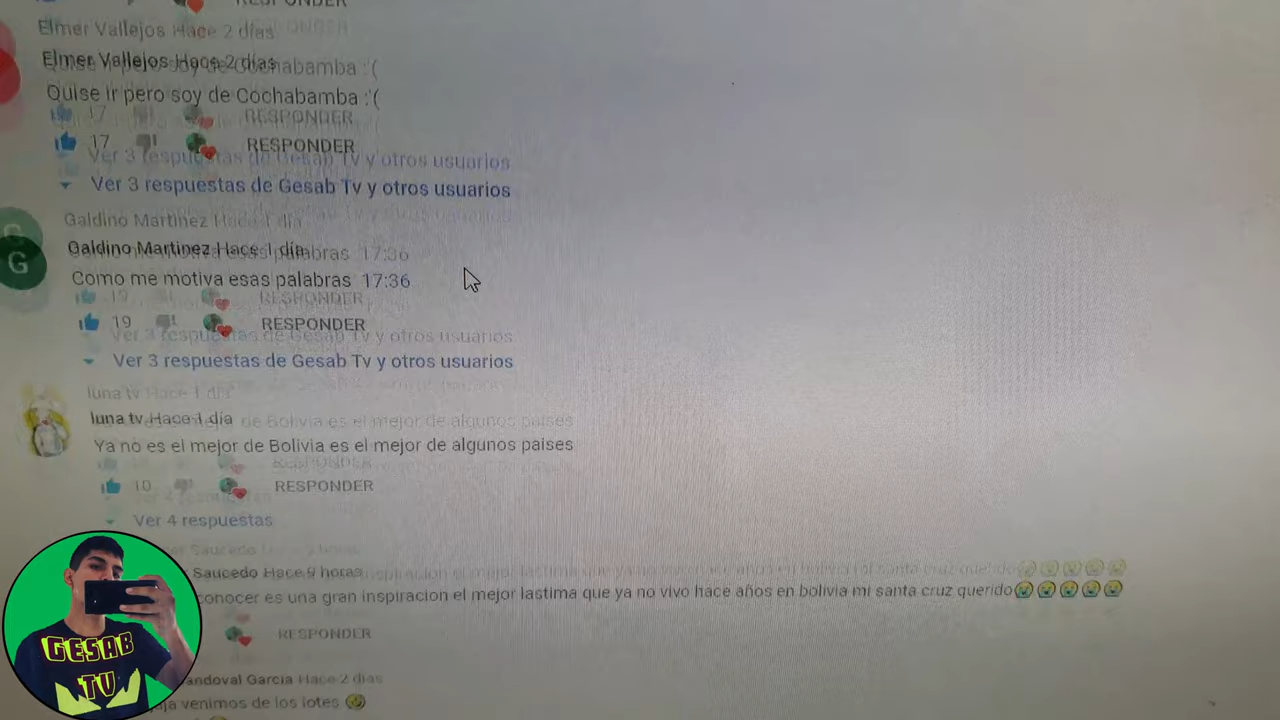 RESPONDER
Elmer Vallejos Hace 2 días
Quise ir pero soy de Cochabamba :'(
17 RESPONDER
Ver 3 respuestas de Gesab Tv y otros usuarios
G
Galdino Martinez Hace 1 día
Como me motiva esas palabras 17:36
19 RESPONDER
Ver 3 respuestas de Gesab Tv y otros usuarios
luna tv Hace 1 día
Ya no es el mejor de Bolivia es el mejor de algunos paises
10 RESPONDER
Ver 4 respuestas
Saucedo Hace 9 horas
conocer es una gran inspiracion el mejor lastima que ya no vivo hace años en bolivia mi santa cruz querido😭😭😭😭😭
RESPONDER
Garcia Hace 2 días
venimos de los lotes 🤣
GESAB
TV